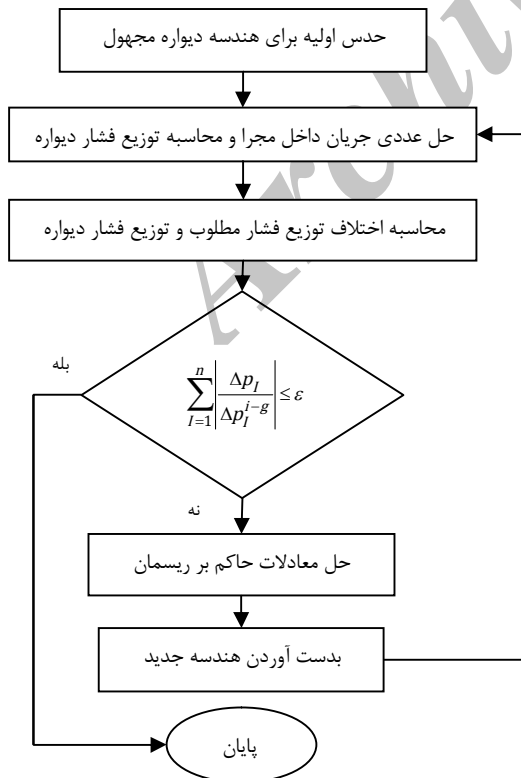 حدس اولیه برای هندسه دیواره مجهول
حل عددی جریان داخل مجرا و محاسبه توزیع فشار دیواره
محاسبه اختلاف توزیع فشار مطلوب و توزیع فشار دیواره
بله
\sum_{I=1}^{n} \left| \frac{\Delta p_I}{\Delta p_I^{i-g}} \right| \le \varepsilon
نه
حل معادلات حاکم بر ریسمان
بدست آوردن هندسه جدید
پایان